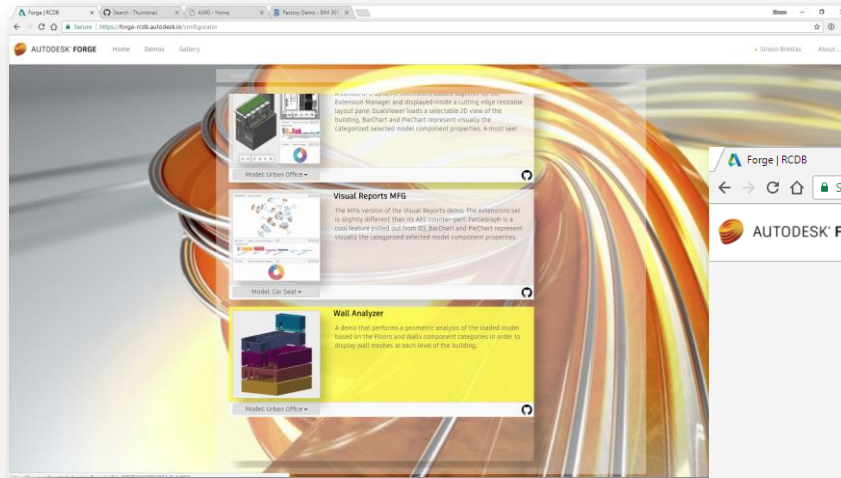 Forge | RCDB
Search - Thumbnail
A360 - Home
Factory Demo - BIM 36
Secure | https://forge-rcdb.autodesk.io/configurator
AUTODESK® FORGE Home Demos Gallery
Simon Breslav About ...
Extension Manager and displayed inside a cutting edge resizable
layout pane: DualViewer loads a selectable 2D view of the
building, BarChart and PieChart represent visually the
categorized selected model component properties. A must see!
Model: Urban Office
Visual Reports MFG
The MFG version of the Visual Reports demo. The extensions set
is slightly different than its AEC counter-part: ForceGraph is a
cool feature pulled out from D3, BarChart and PieChart represent
visually the categorized selected model component properties.
Model: Car Seat
Wall Analyzer
A demo that performs a geometric analysis of the loaded model
based on the Floors and Walls component categories in order to
display wall meshes at each level of the building.
Model: Urban Office
Forge | RCDB
S
AUTODESK® F